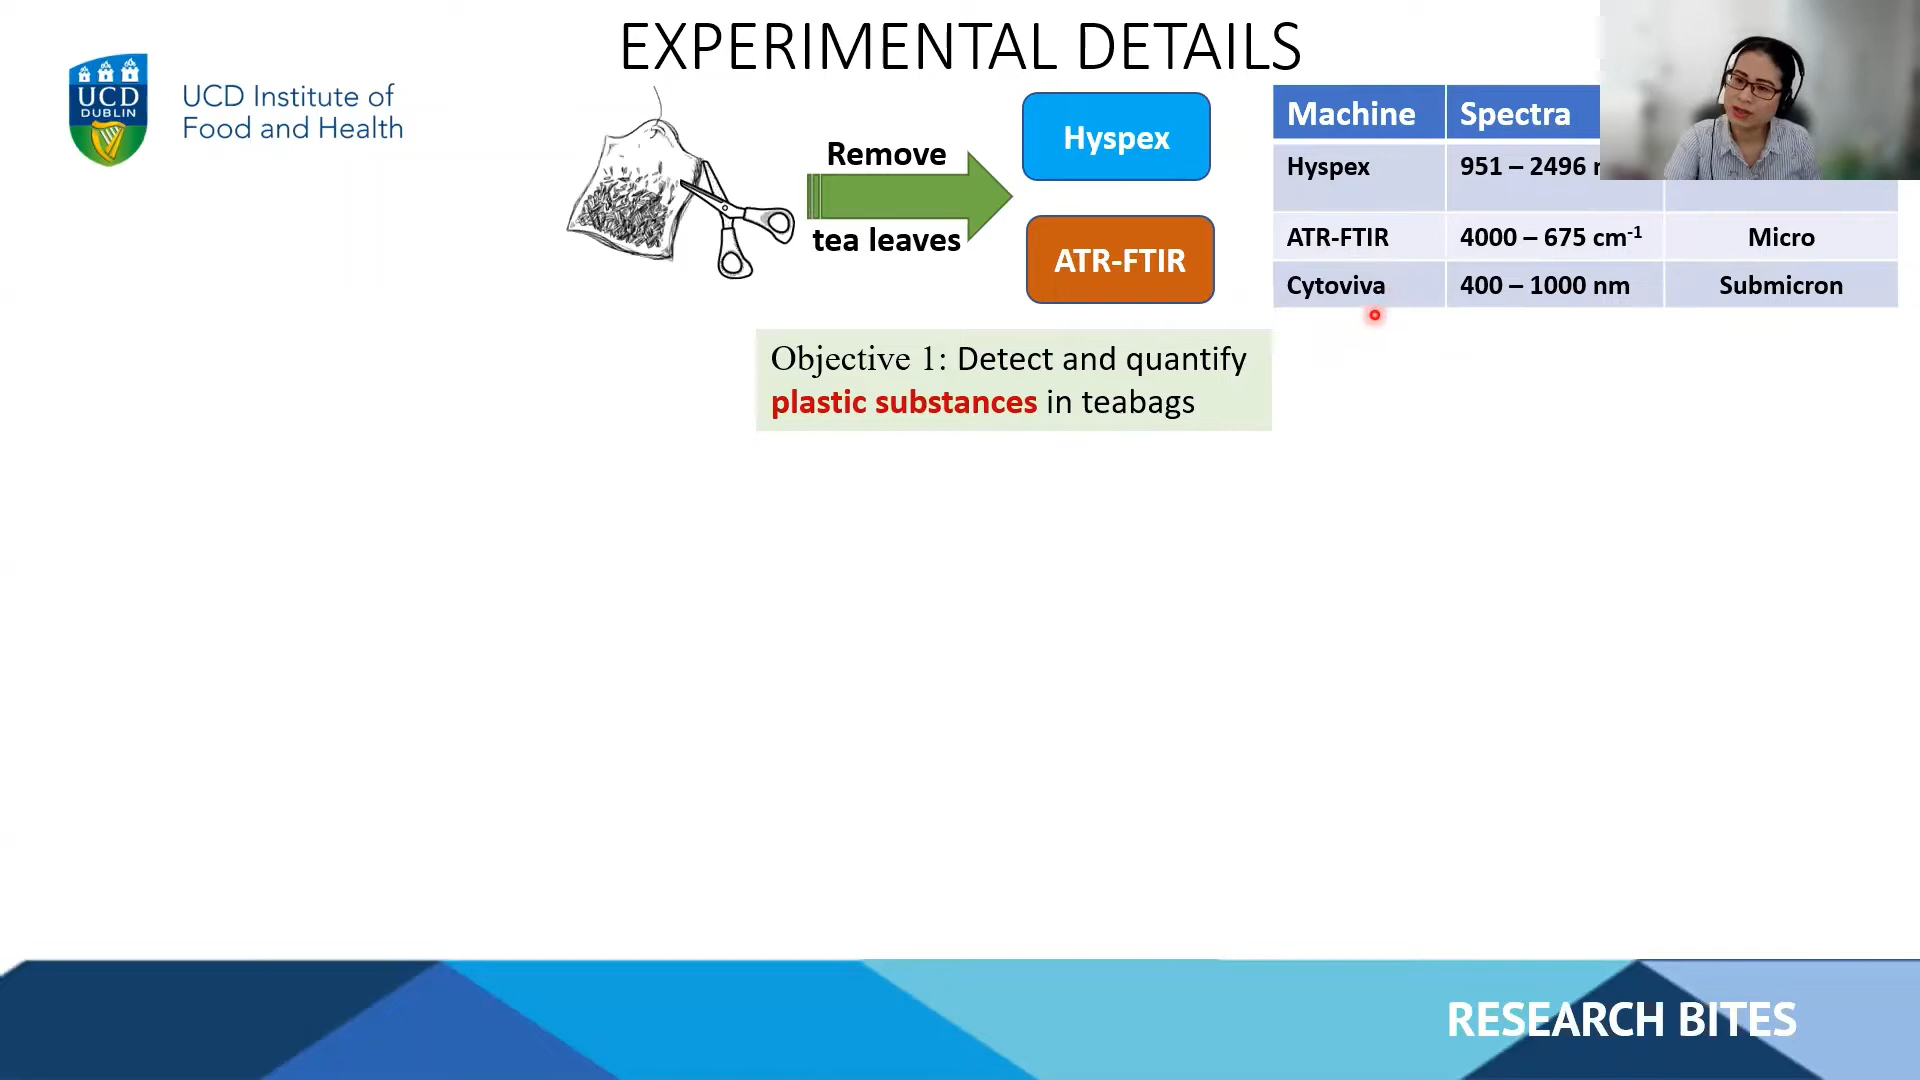 EXPERIMENTAL DETAILS
UCD
DUBLIN
UCD Institute of
Food and Health
Remove
tea leaves
Hyspex
ATR-FTIR
Machine Spectra
Hyspex 951 – 2496
ATR-FTIR 4000 – 675 cm⁻¹ Micro
Cytoviva 400 – 1000 nm Submicron
Objective 1: Detect and quantify
plastic substances in teabags
RESEARCH BITES